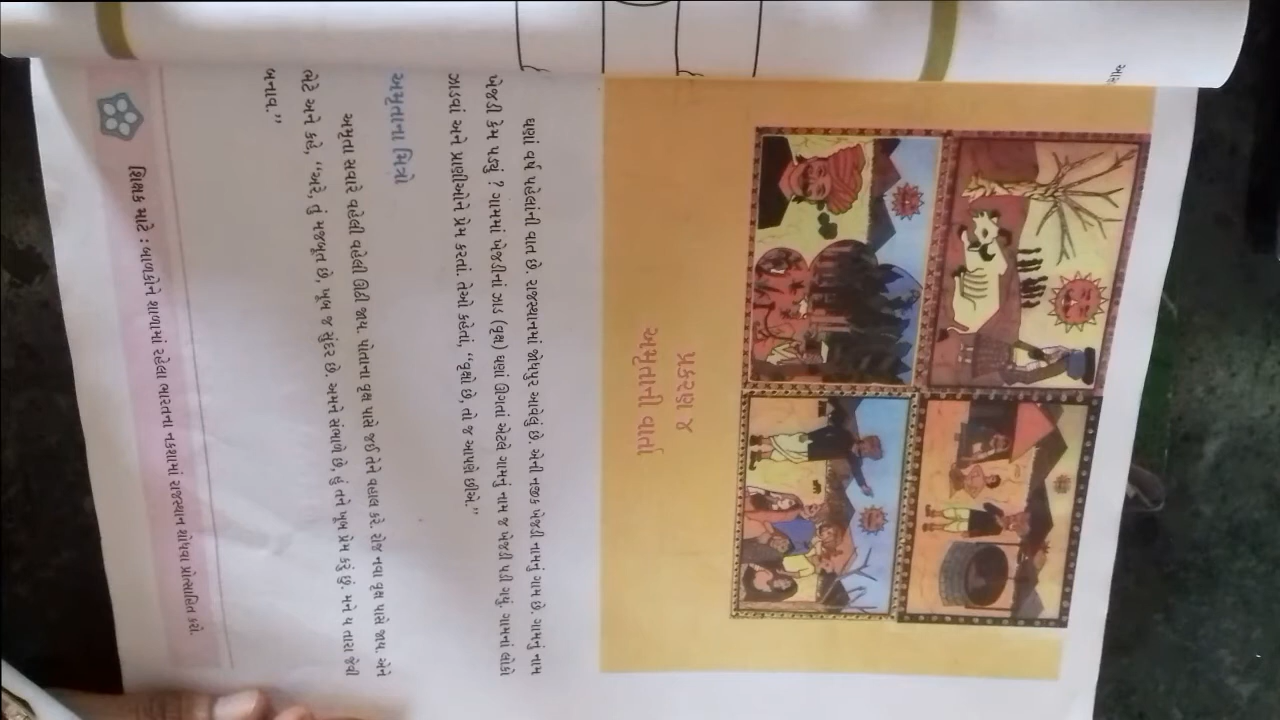 પ્રકરણ ૪
અમૃતાની વાર્તા
ઘણાં વર્ષ પહેલાંની વાત છે. રાજસ્થાનમાં જોધપુર આવેલું છે. એની નજીક ખેજડી નામનું ગામ છે. ગામનું નામ
ખેજડી કેમ પડ્યું ? ગામમાં ખેજડીનાં ઝાડ (વૃક્ષ) ઘણાં ઊગતાં એટલે ગામનું નામ જ ખેજડી પડી ગયું. ગામનાં લોકો
ઝાડવાં અને પ્રાણીઓને પ્રેમ કરતાં. તેઓ કહેતાં, “વૃક્ષો છે, તો જ આપણે છીએ.”
અમૃતાના મિત્રો
અમૃતા સવારે વહેલી વહેલી ઊઠી જાય. પોતાના વૃક્ષ પાસે જઈ તેને વહાલ કરે. રોજ નવા વૃક્ષ પાસે જાય. એને
ભેટે અને કહે, “અરે, તું મજબૂત છે, ખૂબ જ સુંદર છે. અમને સંભાળે છે, હું તને ખૂબ પ્રેમ કરું છું. મને ય તારા જેવી
બનાવ.”
શિક્ષક માટે : બાળકોને શાળામાં રહેલા ભારતના નકશામાં રાજસ્થાન શોધવા પ્રોત્સાહિત કરો.